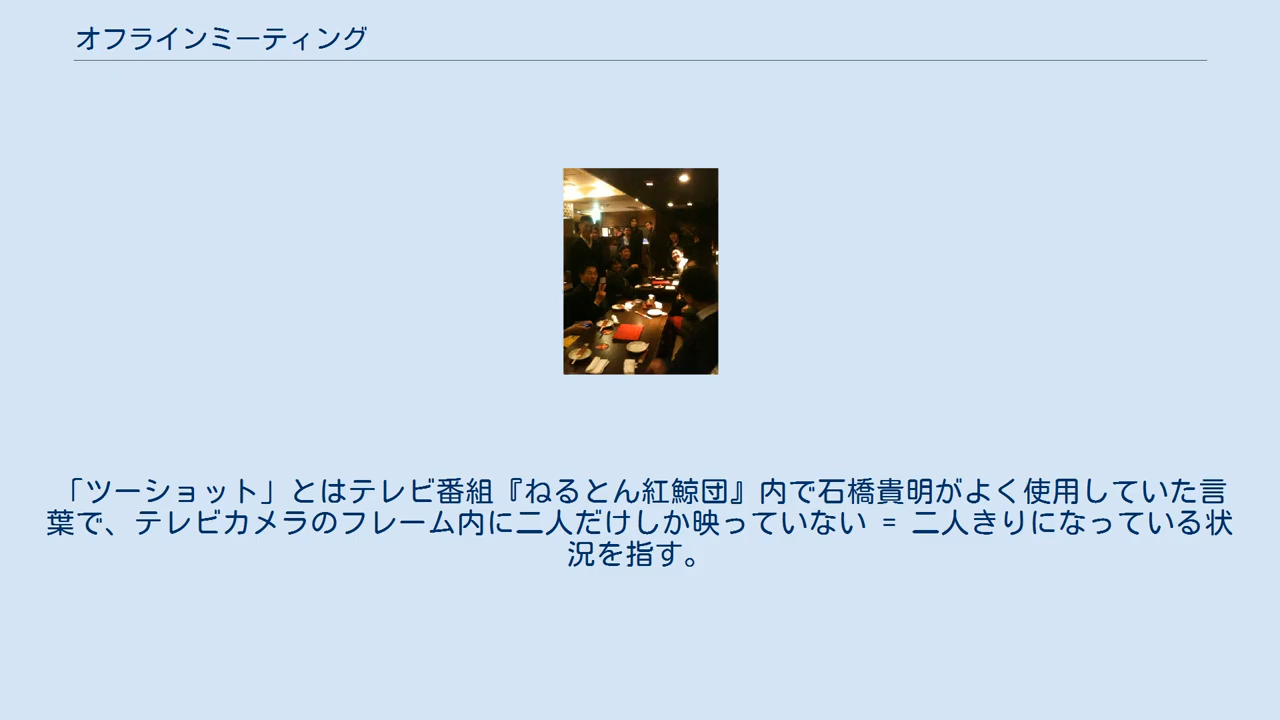 オフラインミーティング
「ツーショット」とはテレビ番組『ねるとん紅鯨団』内で石橋貴明がよく使用していた言
葉で、テレビカメラのフレーム内に二人だけしか映っていない = 二人きりになっている状
況を指す。